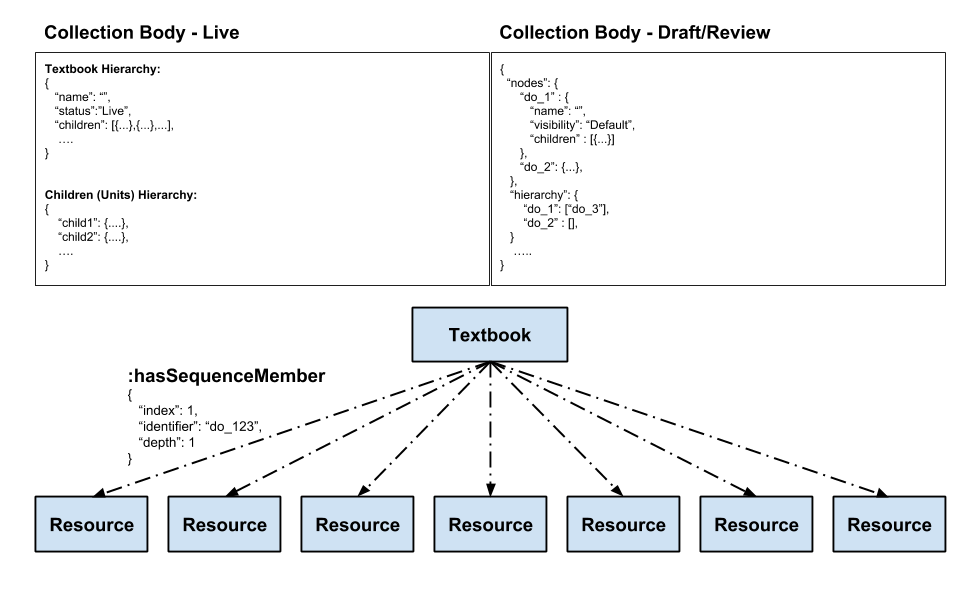 Collection Body - Live
Textbook Hierarchy:
{
“name”: “”,
“status”:”Live”,
“children”: [{...},{...},...],
….
}
Children (Units) Hierarchy:
{
“child1”: {....},
“child2”: {....},
….
}
Collection Body - Draft/Review
{
“nodes”: {
“do_1” : {
“name”: “”,
“visibility”: “Default”,
“children” : [{...}]
},
“do_2”: {...},
},
“hierarchy”: {
“do_1”: [“do_3”],
“do_2” : [],
}
…..
}
Textbook
:hasSequenceMember
{
“index”: 1,
“identifier”: “do_123”,
“depth”: 1
}
Resource
Resource
Resource
Resource
Resource
Resource
Resource